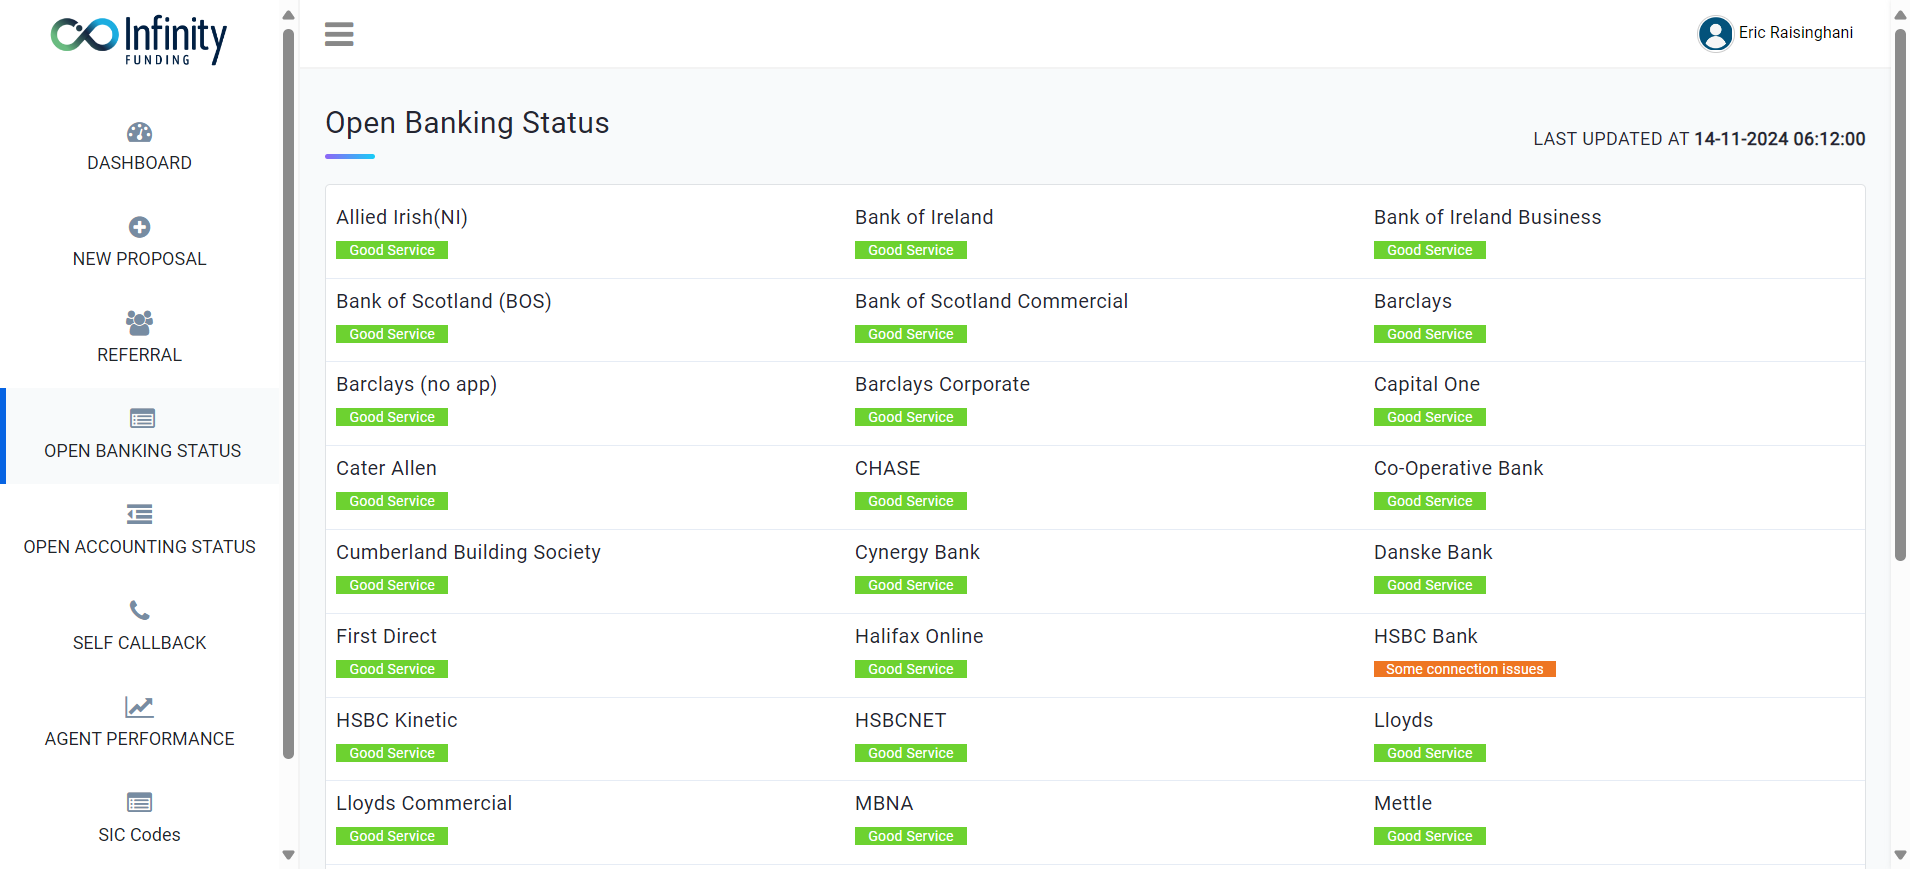 Infinity
FUNDING
Eric Raisinghani
DASHBOARD
NEW PROPOSAL
REFERRAL
OPEN BANKING STATUS
OPEN ACCOUNTING STATUS
SELF CALLBACK
AGENT PERFORMANCE
SIC Codes
Open Banking Status
LAST UPDATED AT 14-11-2024 06:12:00
Allied Irish(NI)
Good Service
Bank of Ireland
Good Service
Bank of Ireland Business
Good Service
Bank of Scotland (BOS)
Good Service
Bank of Scotland Commercial
Good Service
Barclays
Good Service
Barclays (no app)
Good Service
Barclays Corporate
Good Service
Capital One
Good Service
Cater Allen
Good Service
CHASE
Good Service
Co-Operative Bank
Good Service
Cumberland Building Society
Good Service
Cynergy Bank
Good Service
Danske Bank
Good Service
First Direct
Good Service
Halifax Online
Good Service
HSBC Bank
Some connection issues
HSBC Kinetic
Good Service
HSBCNET
Good Service
Lloyds
Good Service
Lloyds Commercial
Good Service
MBNA
Good Service
Mettle
Good Service